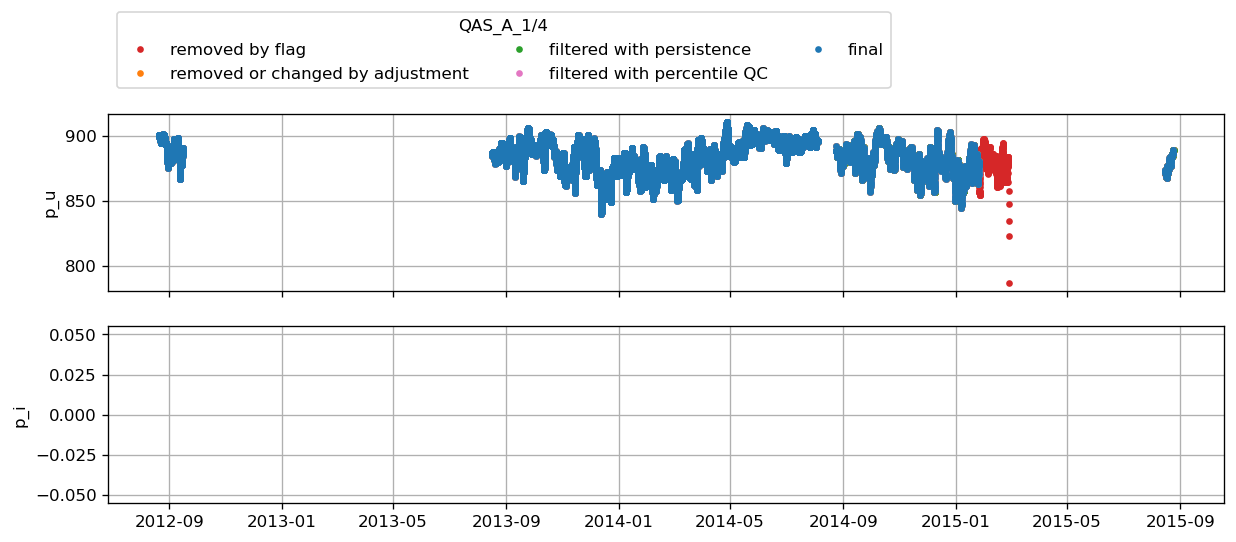 QAS_A_1/4
removed by flag
filtered with persistence
final
removed or changed by adjustment
filtered with percentile QC
900
850
800
p_u
0.050
0.025
0.000
−0.025
−0.050
p_i
2012-09
2013-01
2013-05
2013-09
2014-01
2014-05
2014-09
2015-01
2015-05
2015-09